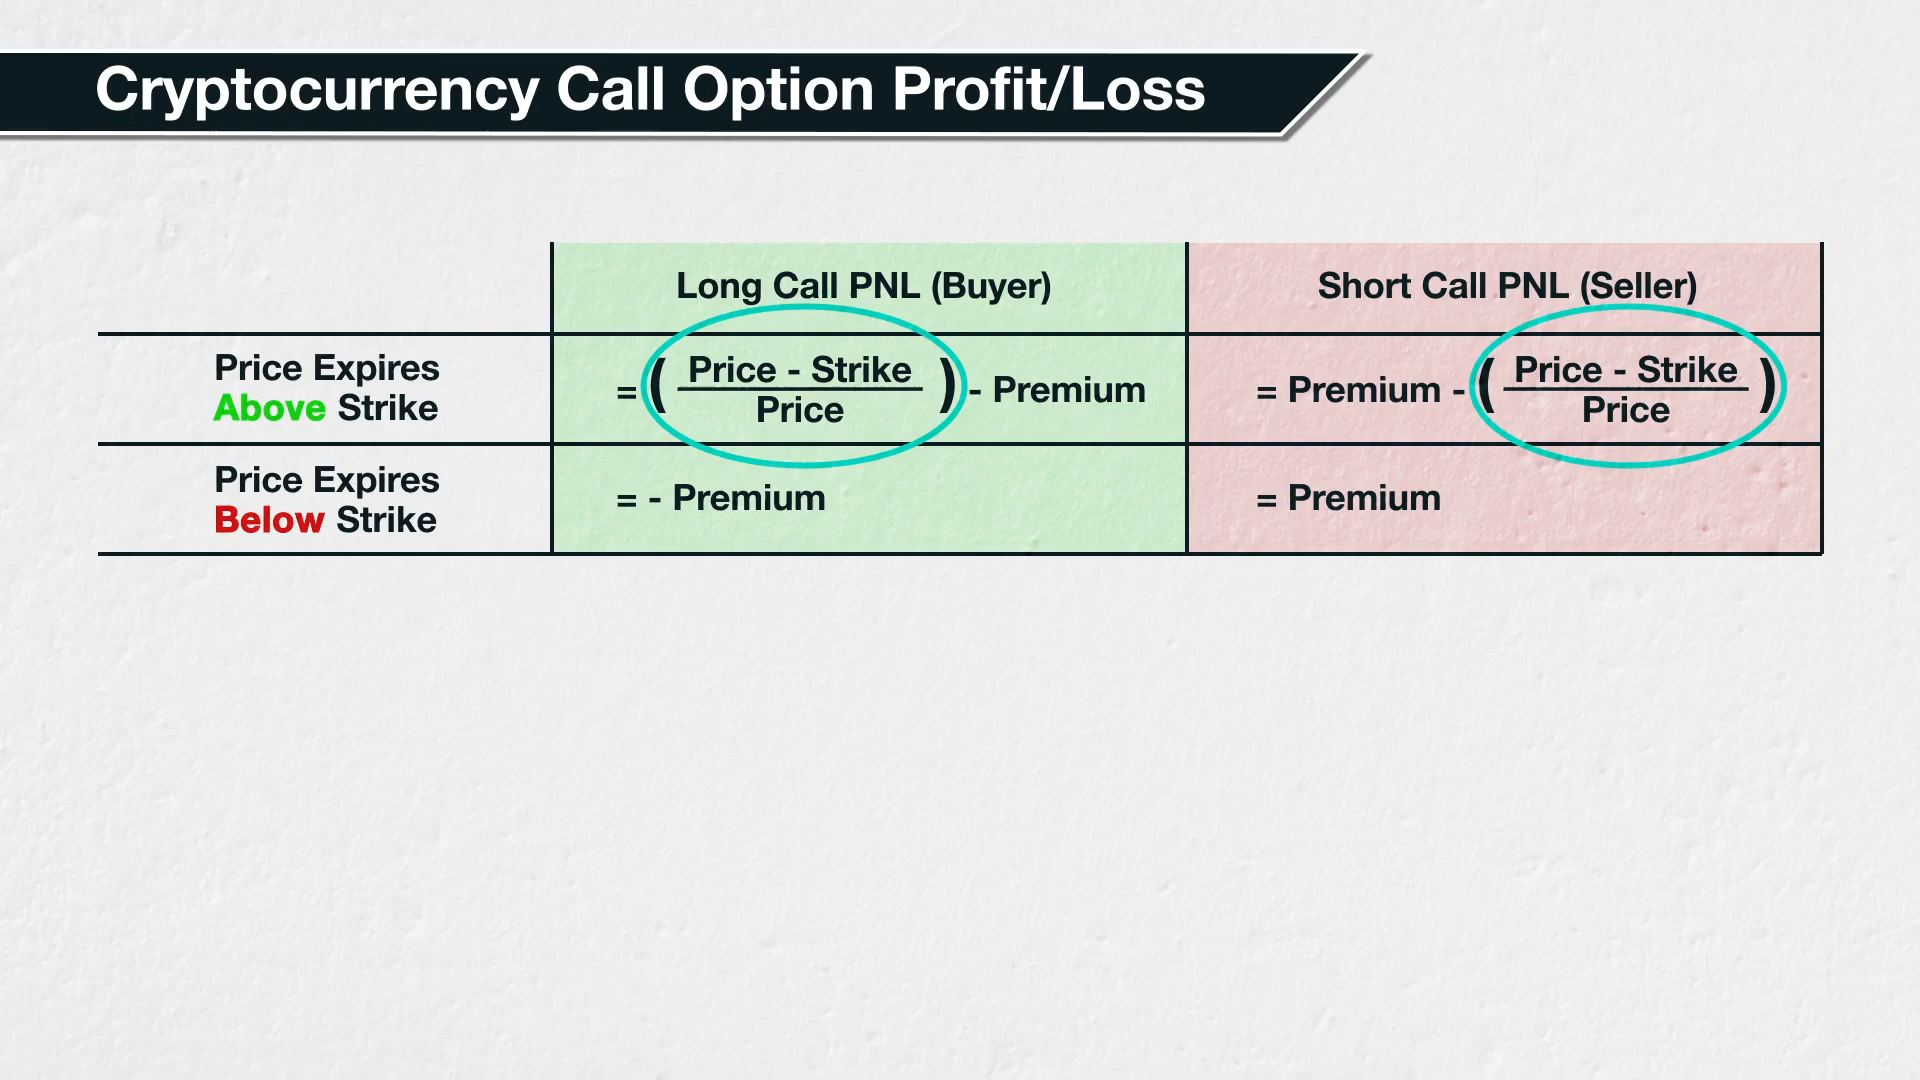 Cryptocurrency Call Option Profit/Loss
Long Call PNL (Buyer)
Short Call PNL (Seller)
Price Expires
Above Strike
= ( Price - Strike
Price ) - Premium
= Premium - ( Price - Strike
Price )
Price Expires
Below Strike
= - Premium
= Premium